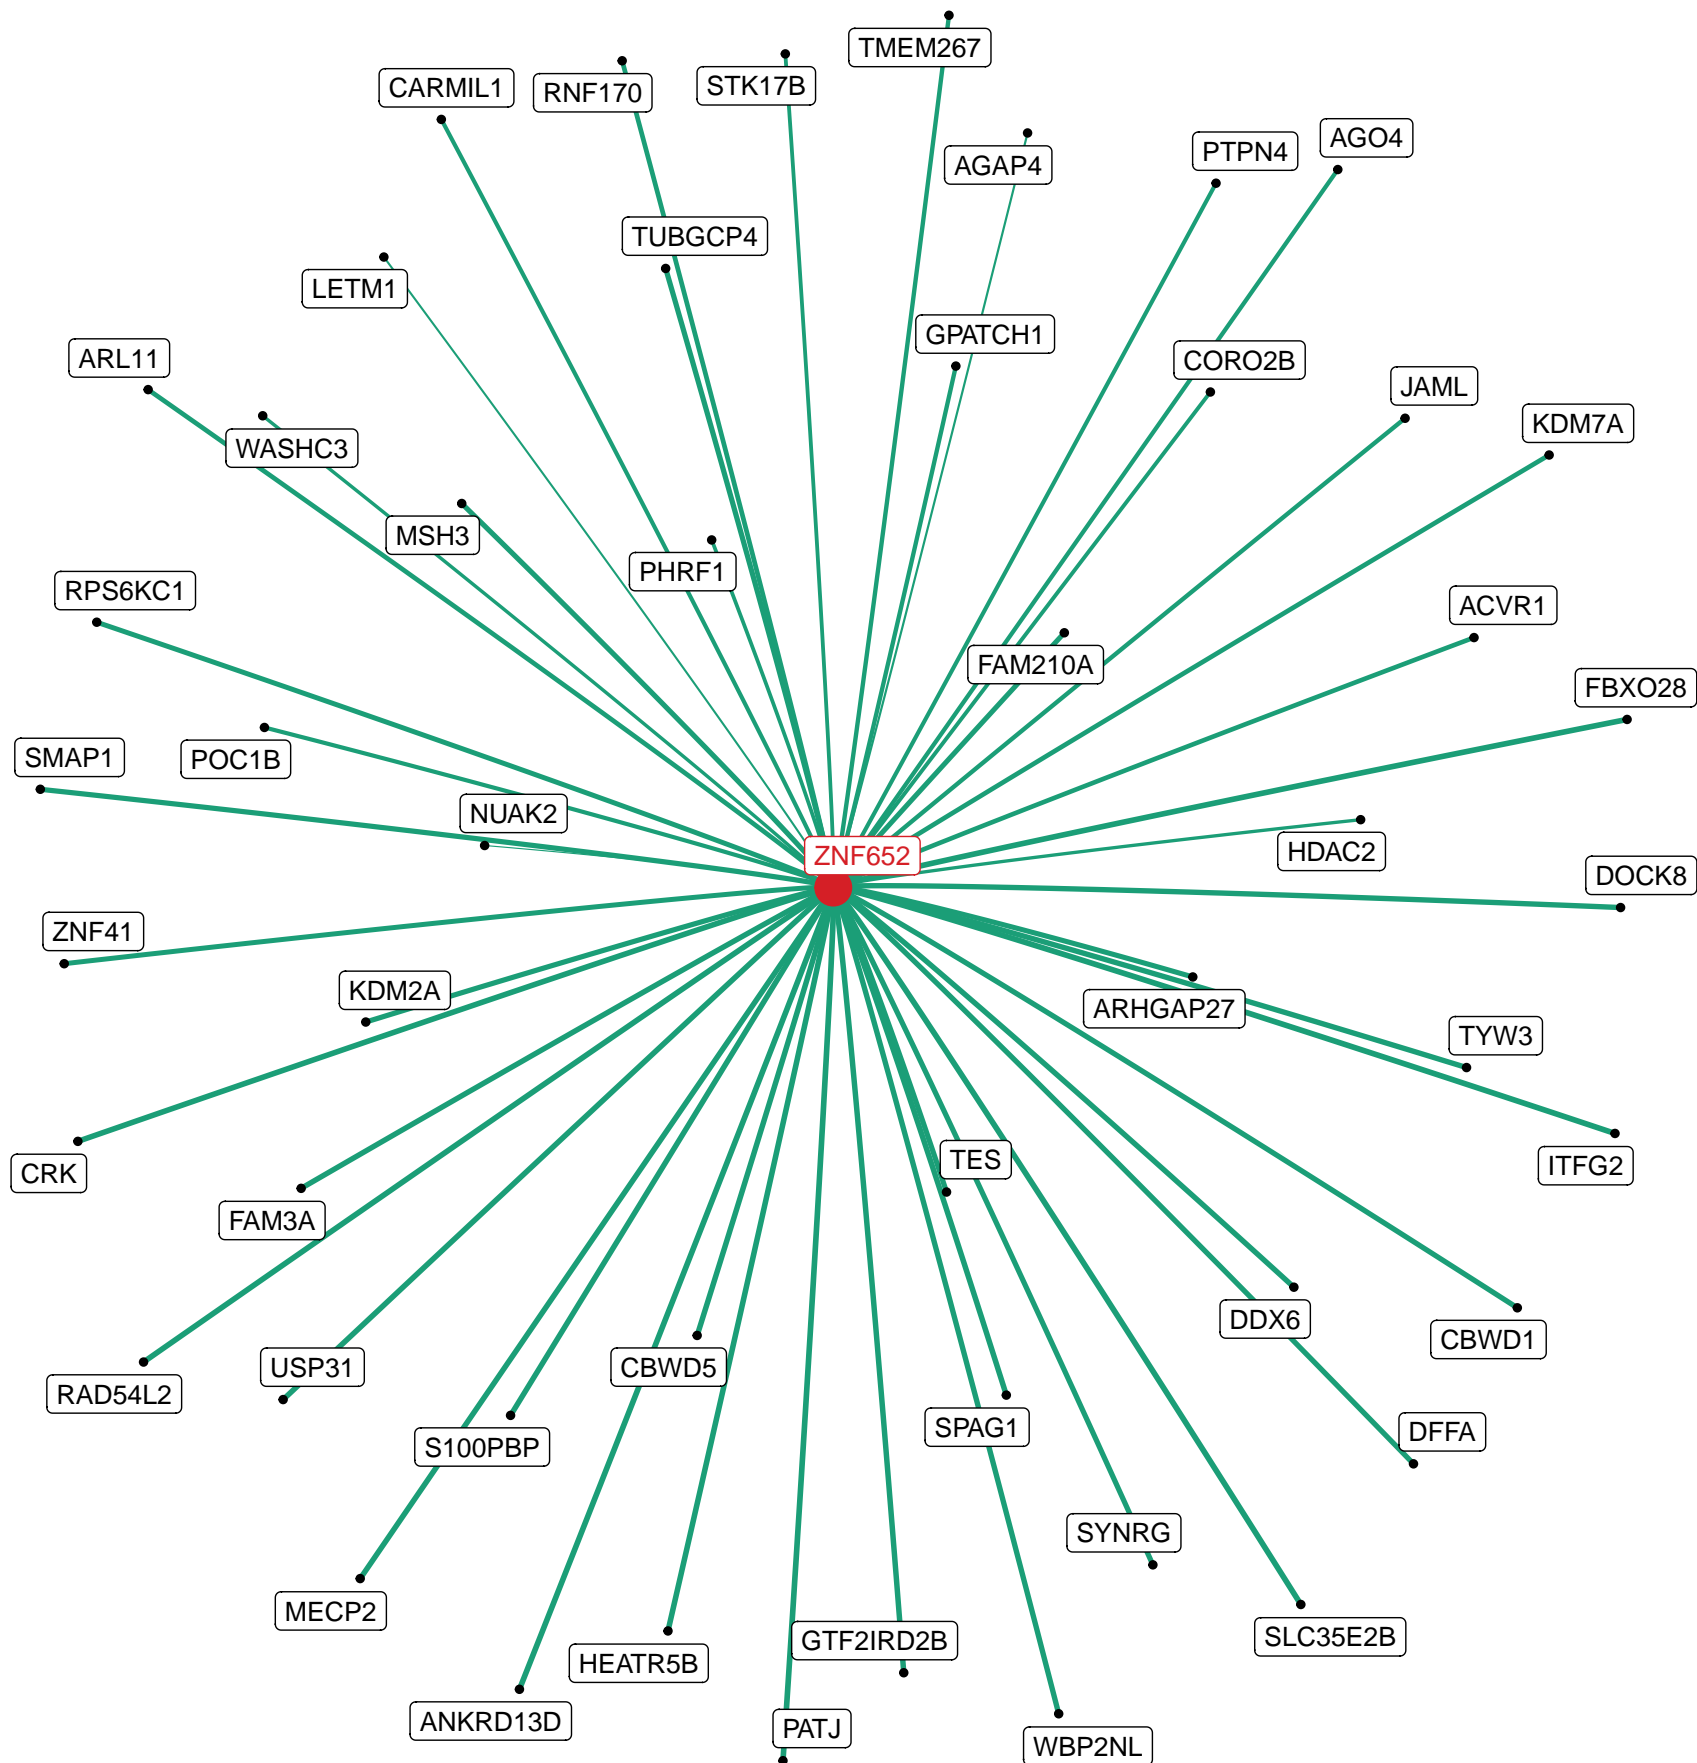 TMEM267
CARMIL1
RNF170
STK17B
AGO4
PTPN4
AGAP4
TUBGCP4
LETM1
GPATCH1
ARL11
CORO2B
JAML
KDM7A
WASHC3
MSH3
PHRF1
RPS6KC1
ACVR1
FAM210A
FBXO28
SMAP1
POC1B
NUAK2
ZNF652
HDAC2
DOCK8
ZNF41
KDM2A
ARHGAP27
TYW3
TES
ITFG2
CRK
FAM3A
DDX6
CBWD1
USP31
CBWD5
RAD54L2
SPAG1
DFFA
S100PBP
SYNRG
MECP2
SLC35E2B
GTF2IRD2B
HEATR5B
ANKRD13D
PATJ
WBP2NL